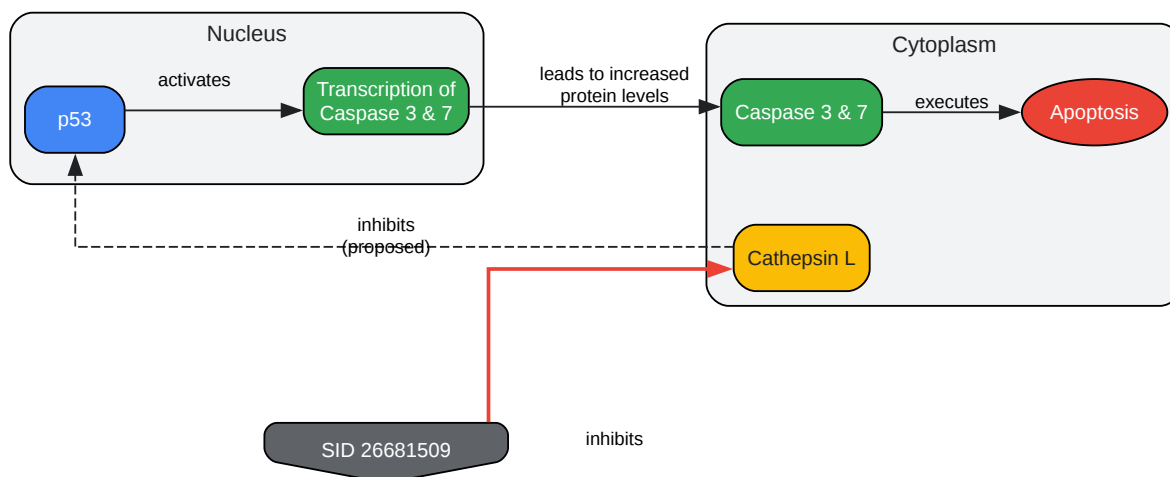 Nucleus
Cytoplasm
p53
activates
Transcription of
Caspase 3 & 7
leads to increased
protein levels
Caspase 3 & 7
executes
Apoptosis
inhibits
(proposed)
Cathepsin L
SID 26681509
inhibits